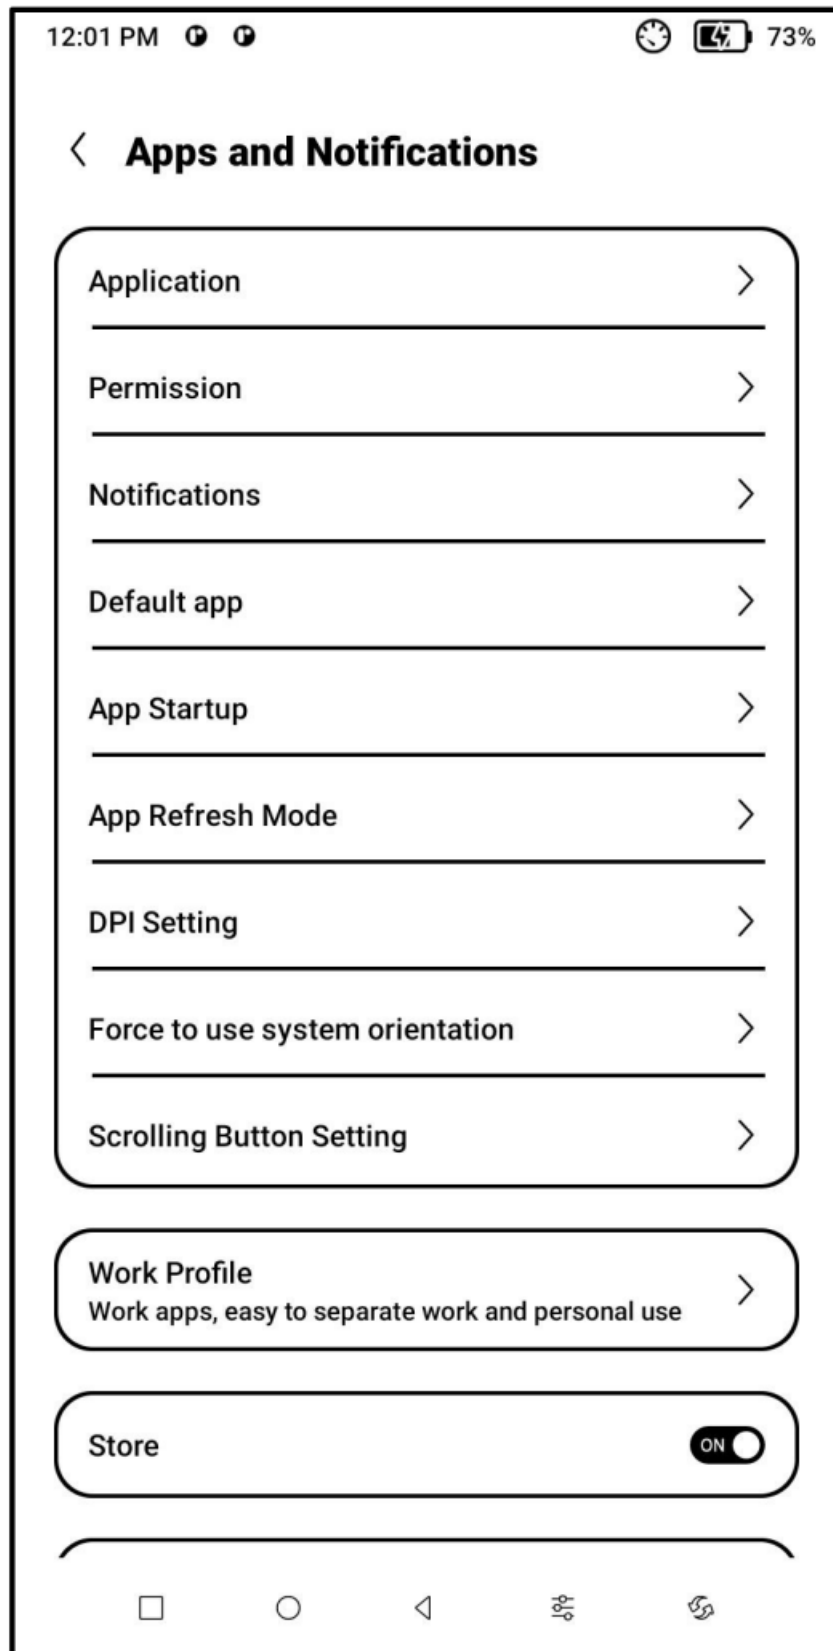 12:01 PM 73%
Apps and Notifications
Application
Permission
Notifications
Default app
App Startup
App Refresh Mode
DPI Setting
Force to use system orientation
Scrolling Button Setting
Work Profile
Work apps, easy to separate work and personal use
Store
ON